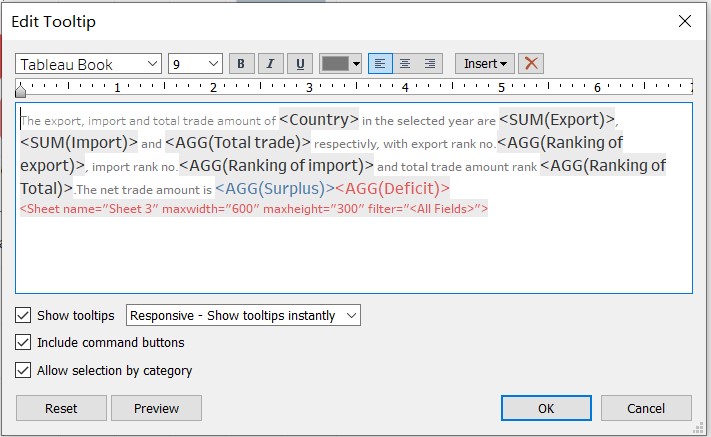 Edit Tooltip
Tableau Book 9 B I U Insert
1 2 3 4 5 6 7
The export, import and total trade amount of <Country> in the selected year are <SUM(Export)>,
<SUM(Import)> and <AGG(Total trade)> respectivly, with export rank no.<AGG(Ranking of
export)>, import rank no.<AGG(Ranking of import)> and total trade amount rank <AGG(Ranking of
Total)>.The net trade amount is <AGG(Surplus)><AGG(Deficit)>
<Sheet name="Sheet 3" maxwidth="600" maxheight="300" filter="<All Fields>">
Show tooltips Responsive - Show tooltips instantly
Include command buttons
Allow selection by category
Reset Preview OK Cancel